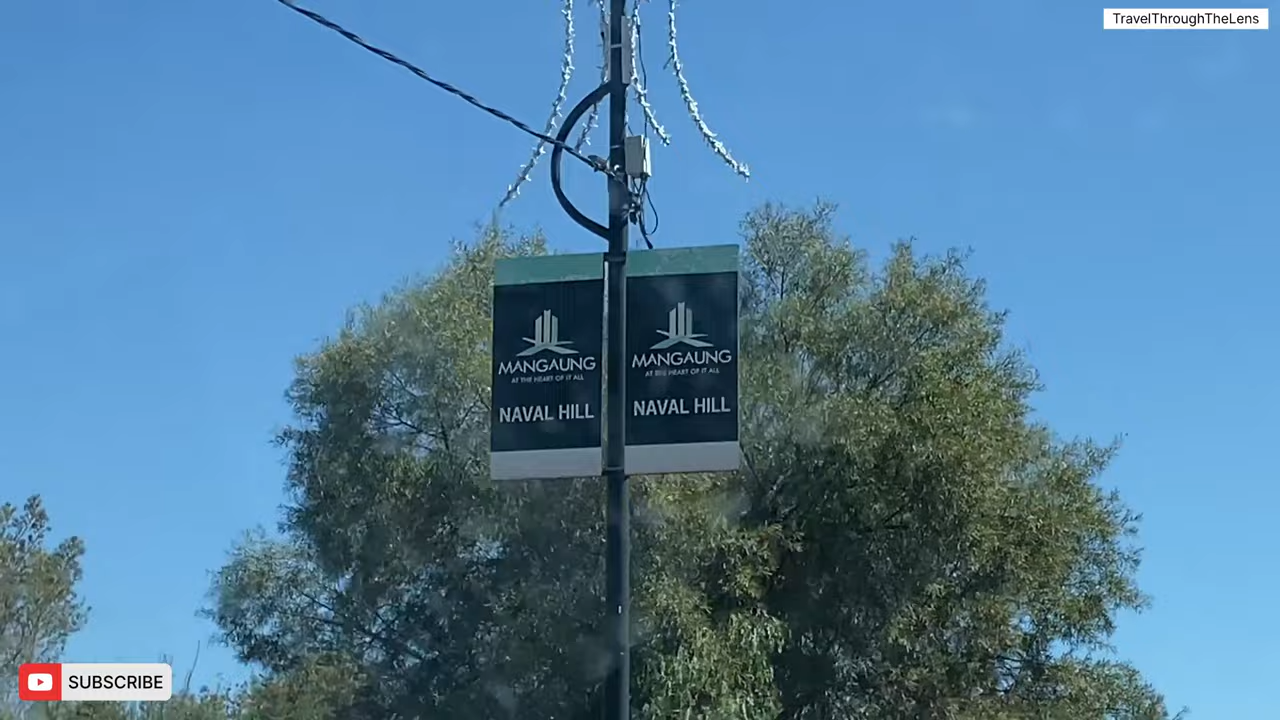 TravelThroughTheLens
MANGAUNG
AT THE HEART OF IT ALL
NAVAL HILL
MANGAUNG
AT THE HEART OF IT ALL
NAVAL HILL
SUBSCRIBE